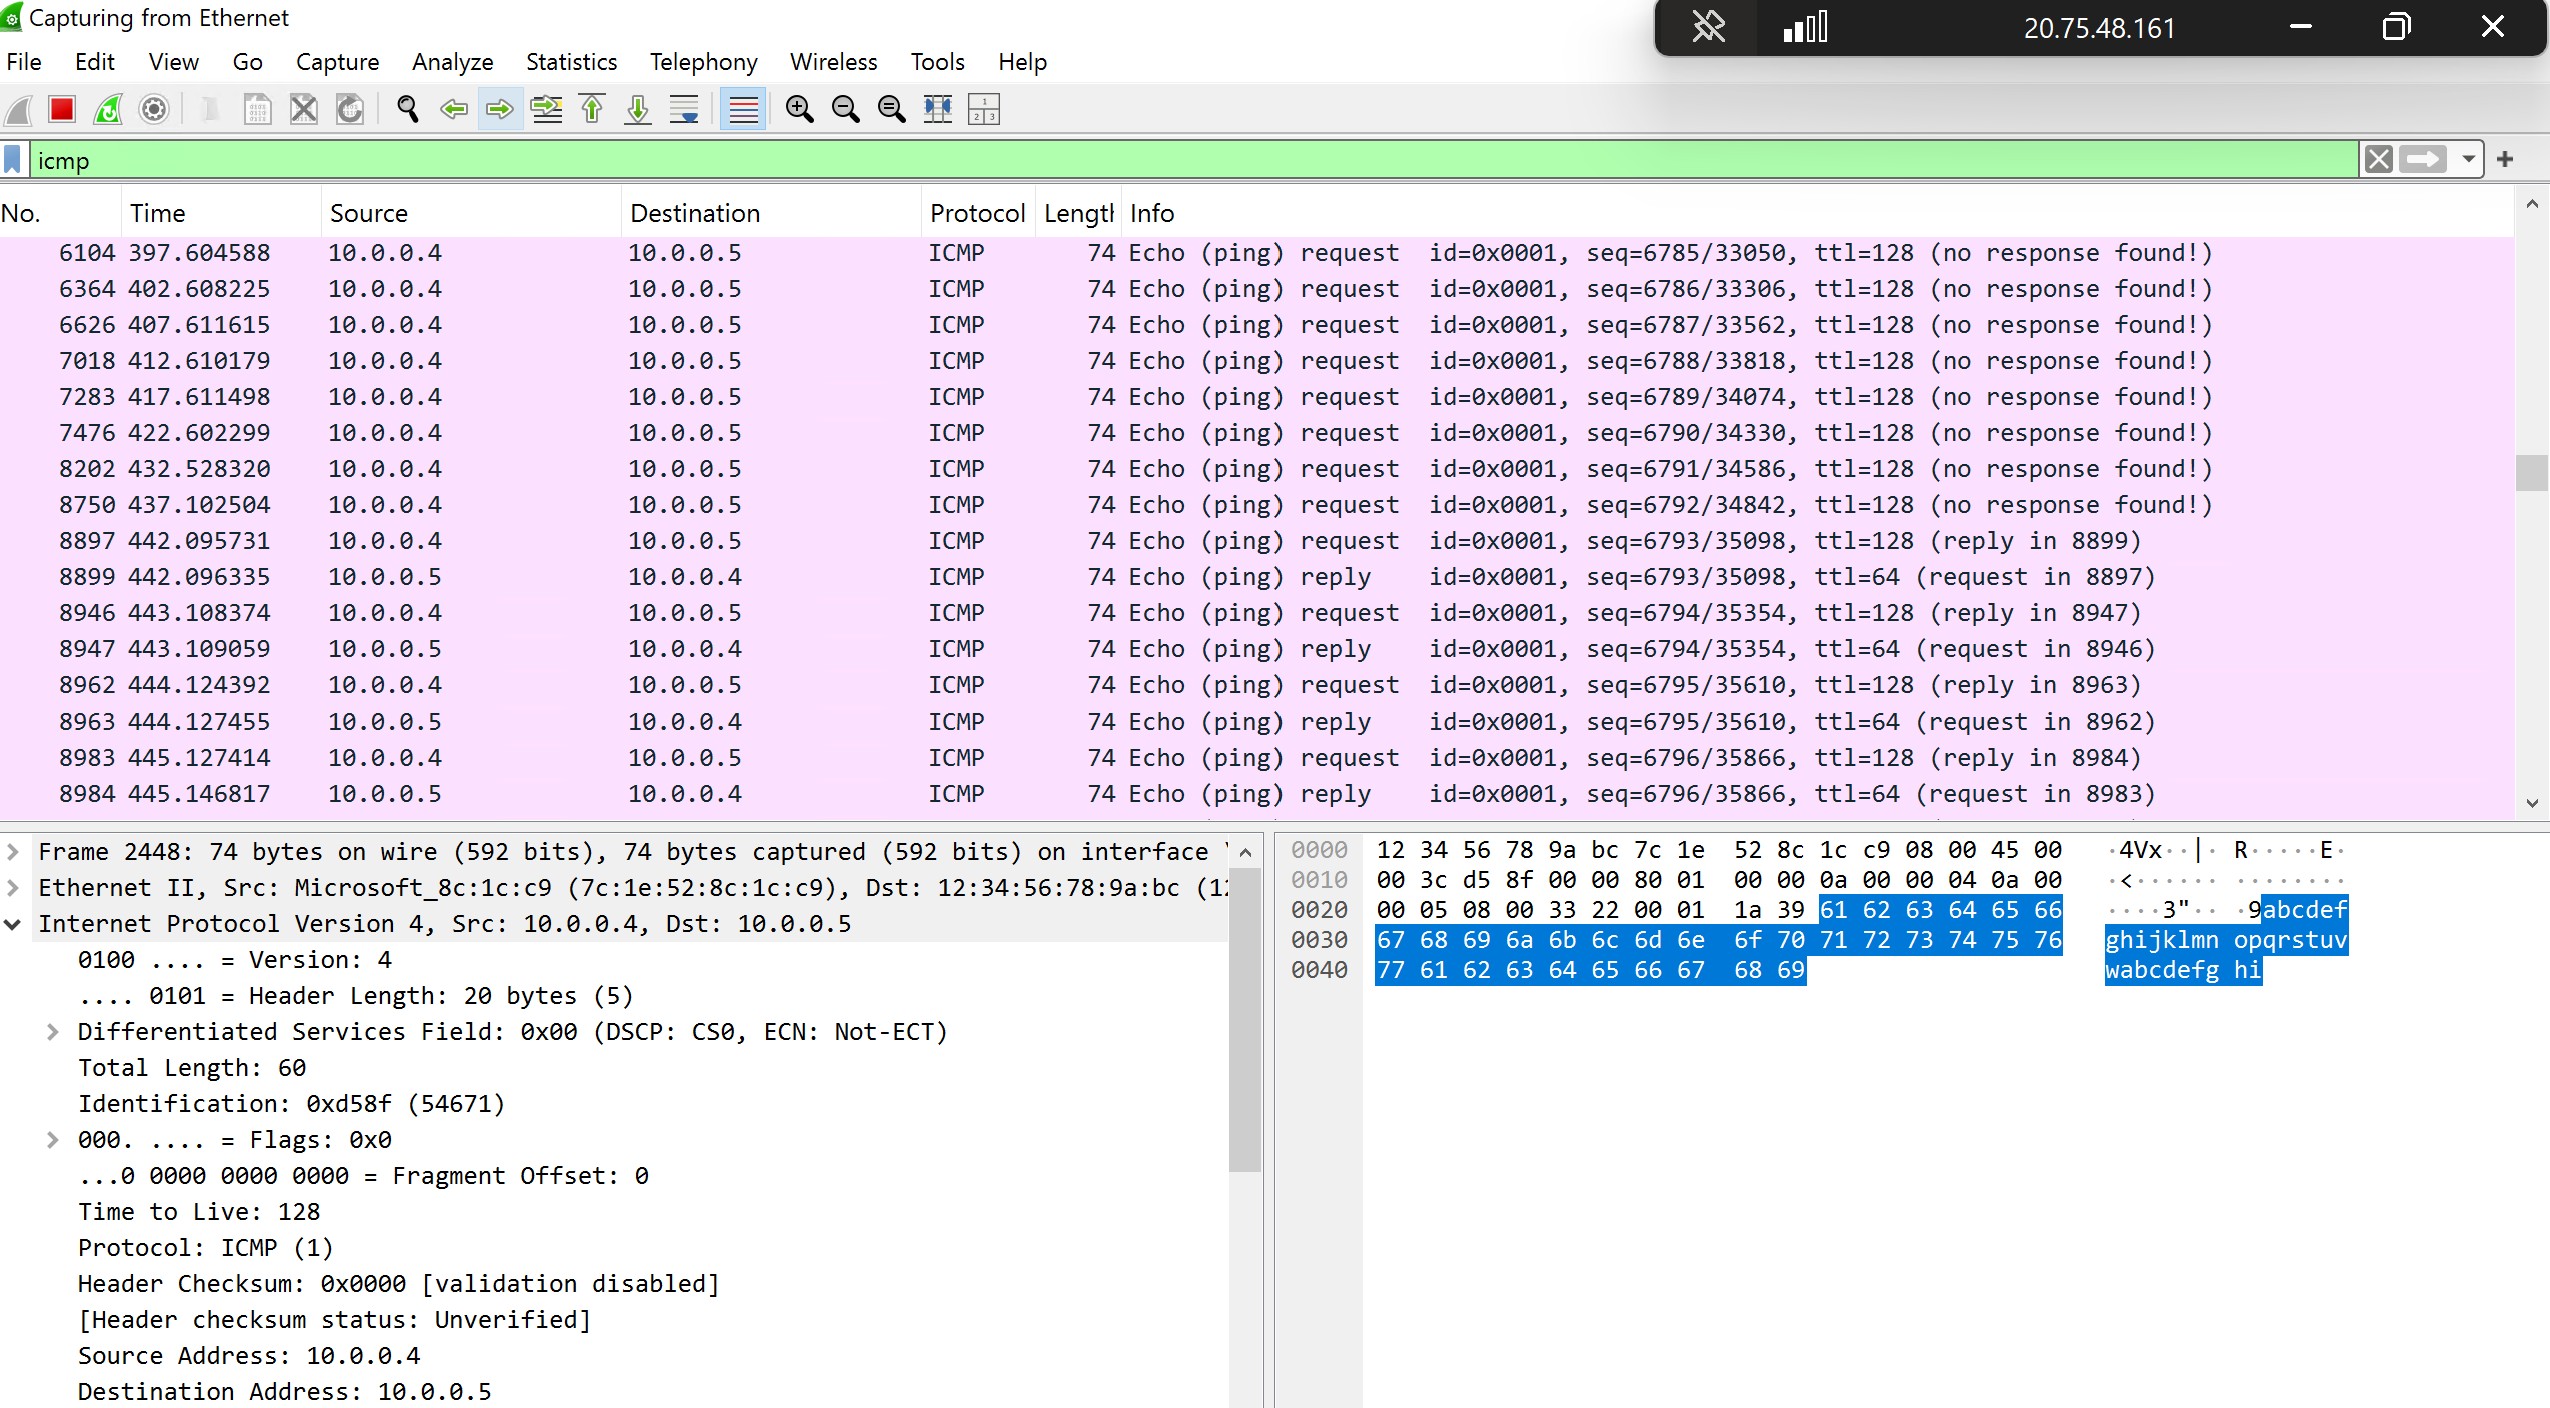 Capturing from Ethernet
20.75.48.161
File Edit View Go Capture Analyze Statistics Telephony Wireless Tools Help
icmp
No. Time Source Destination Protocol Length Info
6104 397.604588 10.0.0.4 10.0.0.5 ICMP 74 Echo (ping) request id=0x0001, seq=6785/33050, ttl=128 (no response found!)
6364 402.608225 10.0.0.4 10.0.0.5 ICMP 74 Echo (ping) request id=0x0001, seq=6786/33306, ttl=128 (no response found!)
6626 407.611615 10.0.0.4 10.0.0.5 ICMP 74 Echo (ping) request id=0x0001, seq=6787/33562, ttl=128 (no response found!)
7018 412.610179 10.0.0.4 10.0.0.5 ICMP 74 Echo (ping) request id=0x0001, seq=6788/33818, ttl=128 (no response found!)
7283 417.611498 10.0.0.4 10.0.0.5 ICMP 74 Echo (ping) request id=0x0001, seq=6789/34074, ttl=128 (no response found!)
7476 422.602299 10.0.0.4 10.0.0.5 ICMP 74 Echo (ping) request id=0x0001, seq=6790/34330, ttl=128 (no response found!)
8202 432.528320 10.0.0.4 10.0.0.5 ICMP 74 Echo (ping) request id=0x0001, seq=6791/34586, ttl=128 (no response found!)
8750 437.102504 10.0.0.4 10.0.0.5 ICMP 74 Echo (ping) request id=0x0001, seq=6792/34842, ttl=128 (no response found!)
8897 442.095731 10.0.0.4 10.0.0.5 ICMP 74 Echo (ping) request id=0x0001, seq=6793/35098, ttl=128 (reply in 8899)
8899 442.096335 10.0.0.5 10.0.0.4 ICMP 74 Echo (ping) reply id=0x0001, seq=6793/35098, ttl=64 (request in 8897)
8946 443.108374 10.0.0.4 10.0.0.5 ICMP 74 Echo (ping) request id=0x0001, seq=6794/35354, ttl=128 (reply in 8947)
8947 443.109059 10.0.0.5 10.0.0.4 ICMP 74 Echo (ping) reply id=0x0001, seq=6794/35354, ttl=64 (request in 8946)
8962 444.124392 10.0.0.4 10.0.0.5 ICMP 74 Echo (ping) request id=0x0001, seq=6795/35610, ttl=128 (reply in 8963)
8963 444.127455 10.0.0.5 10.0.0.4 ICMP 74 Echo (ping) reply id=0x0001, seq=6795/35610, ttl=64 (request in 8962)
8983 445.127414 10.0.0.4 10.0.0.5 ICMP 74 Echo (ping) request id=0x0001, seq=6796/35866, ttl=128 (reply in 8984)
8984 445.146817 10.0.0.5 10.0.0.4 ICMP 74 Echo (ping) reply id=0x0001, seq=6796/35866, ttl=64 (request in 8983)
Frame 2448: 74 bytes on wire (592 bits), 74 bytes captured (592 bits) on interface
Ethernet II, Src: Microsoft_8c:1c:c9 (7c:1e:52:8c:1c:c9), Dst: 12:34:56:78:9a:bc (12
Internet Protocol Version 4, Src: 10.0.0.4, Dst: 10.0.0.5
0100 .... = Version: 4
.... 0101 = Header Length: 20 bytes (5)
Differentiated Services Field: 0x00 (DSCP: CS0, ECN: Not-ECT)
Total Length: 60
Identification: 0xd58f (54671)
000. .... = Flags: 0x0
...0 0000 0000 0000 = Fragment Offset: 0
Time to Live: 128
Protocol: ICMP (1)
Header Checksum: 0x0000 [validation disabled]
[Header checksum status: Unverified]
Source Address: 10.0.0.4
Destination Address: 10.0.0.5
0000 12 34 56 78 9a bc 7c 1e 52 8c 1c c9 08 00 45 00 ·4Vx··|· R·····E·
0010 00 3c d5 8f 00 00 80 01 00 00 0a 00 00 04 0a 00 ·<······ ········
0020 00 05 08 00 33 22 00 01 1a 39 61 62 63 64 65 66 ····3"·· ·9abcdef
0030 67 68 69 6a 6b 6c 6d 6e 6f 70 71 72 73 74 75 76 ghijklmn opqrstuv
0040 77 61 62 63 64 65 66 67 68 69 wabcdefg hi